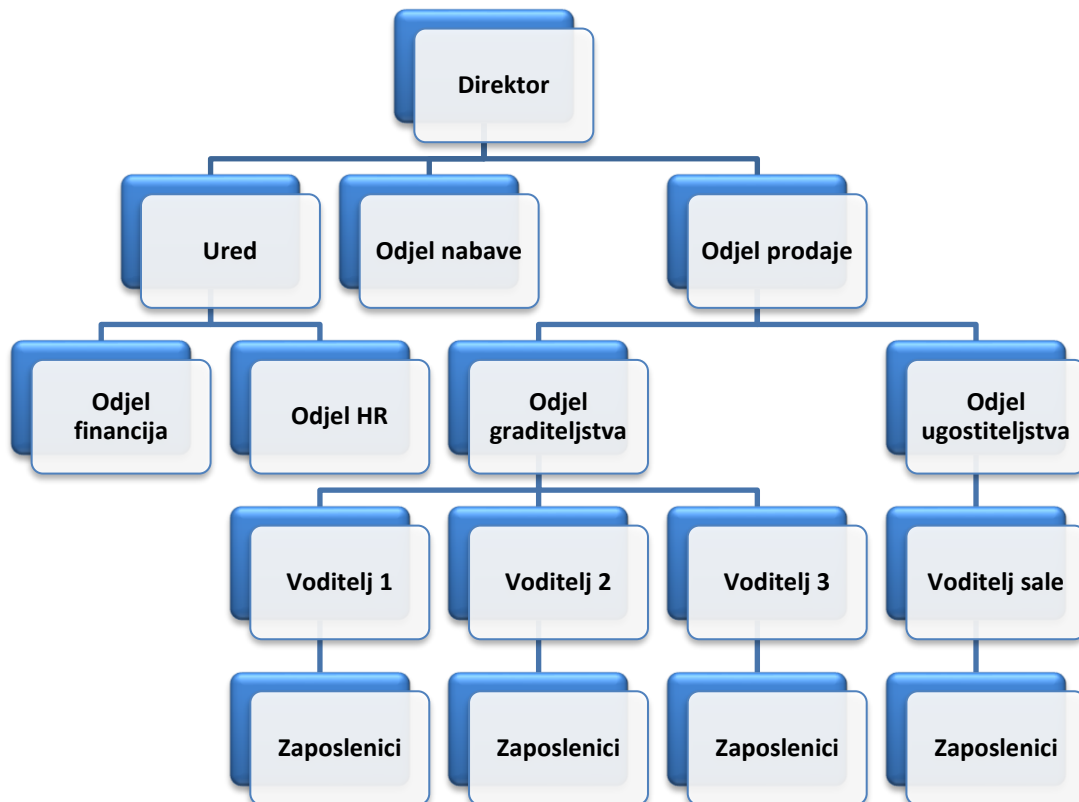 Direktor
Ured
Odjel nabave
Odjel prodaje
Odjel
financija
Odjel HR
Odjel
graditeljstva
Odjel
ugostiteljstva
Voditelj 1
Voditelj 2
Voditelj 3
Voditelj sale
Zaposlenici
Zaposlenici
Zaposlenici
Zaposlenici